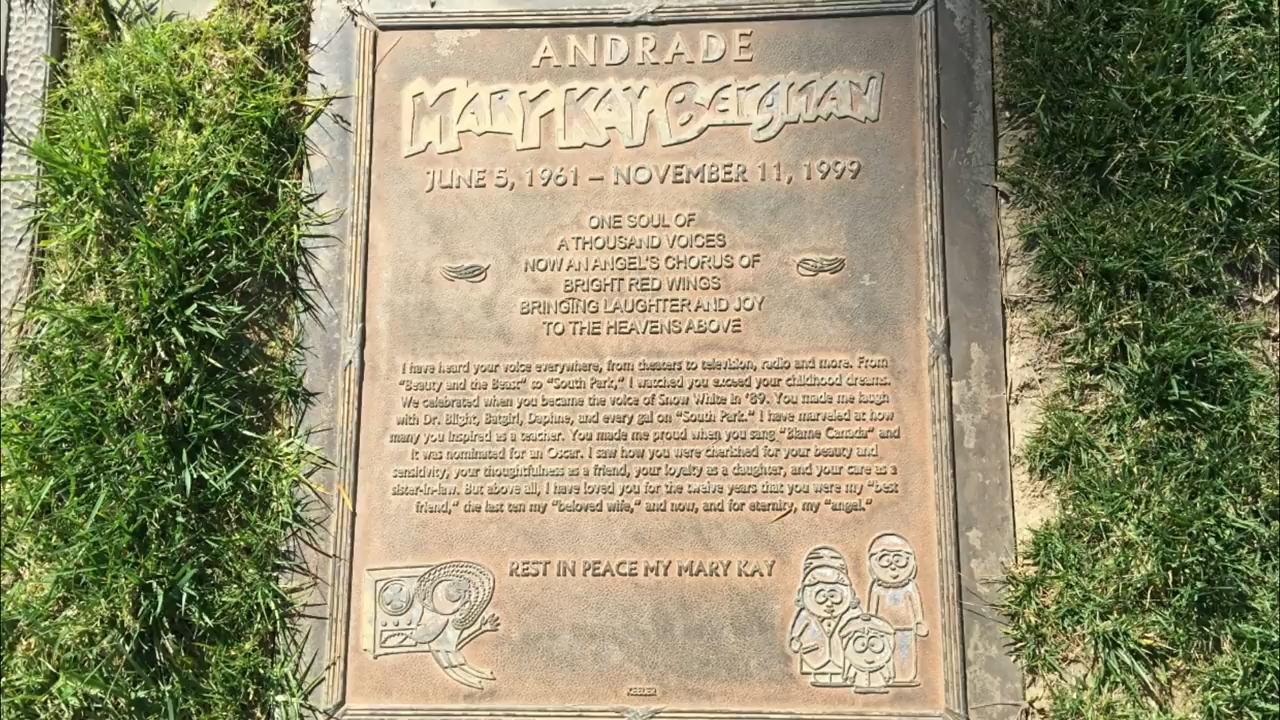 ANDRADE
MARY KAY BERGMAN
JUNE 5, 1961 – NOVEMBER 11, 1999
ONE SOUL OF
A THOUSAND VOICES
NOW AN ANGEL'S CHORUS OF
BRIGHT RED WINGS
BRINGING LAUGHTER AND JOY
TO THE HEAVENS ABOVE
I have heard your voice everywhere, from theaters to television, radio and more. From
"Beauty and the Beast" to "South Park," I watched you exceed your childhood dreams.
We celebrated when you became the voice of Snow White in '89. You made me laugh
with Dr. Blight, Batgirl, Daphne, and every gal on "South Park." I have marveled at how
many you inspired as a teacher. You made me proud when you sang "Blame Canada" and
it was nominated for an Oscar. I saw how you were cherished for your beauty and
sensitivity, your thoughtfulness as a friend, your loyalty as a daughter, and your care as a
sister-in-law. But above all, I have loved you for the twelve years that you were my "best
friend," the last ten my "beloved wife," and now, and for eternity, my "angel."
REST IN PEACE MY MARY KAY